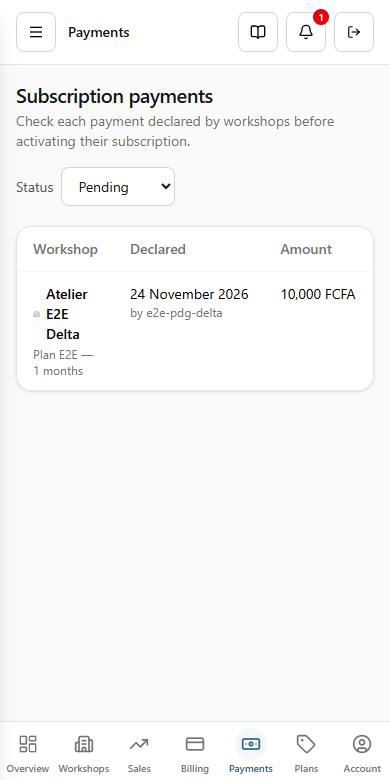 Payments
1
Subscription payments
Check each payment declared by workshops before
activating their subscription.
Status Pending
Workshop Declared Amount
Atelier E2E Delta
Plan E2E —
1 months
24 November 2026
by e2e-pdg-delta
10,000 FCFA
Overview Workshops Sales Billing Payments Plans Account